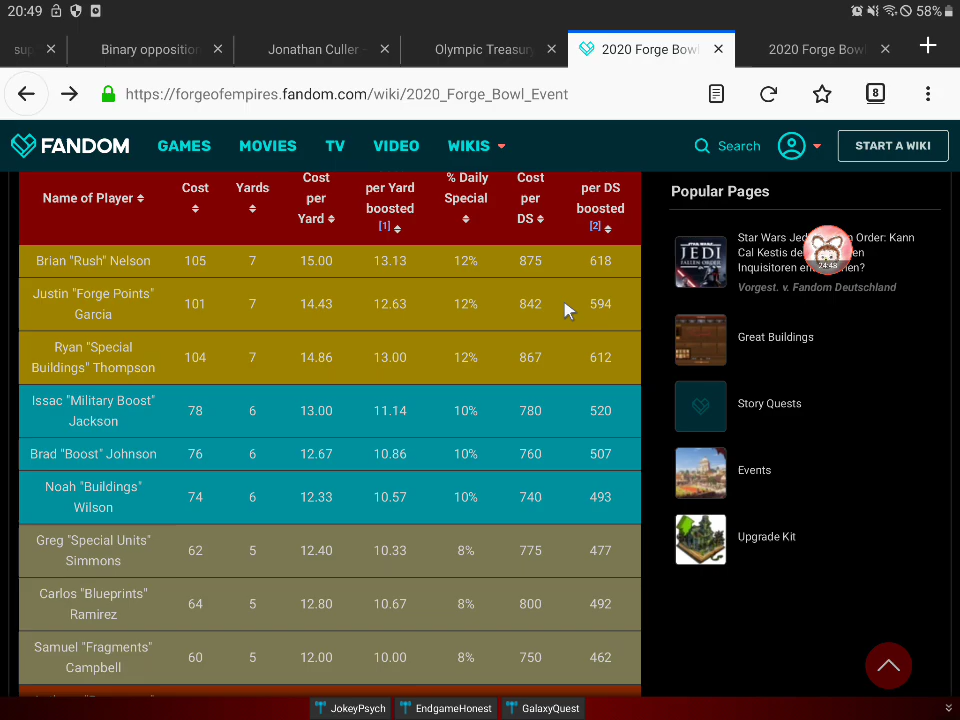 20:49
58%
sup
Binary oppositio
Jonathan Culler –
Olympic Treasur
2020 Forge Bowl
2020 Forge Bowl
https://forgeofempires.fandom.com/wiki/2020_Forge_Bowl_Event
8
FANDOM
GAMES
MOVIES
TV
VIDEO
WIKIS
Search
START A WIKI
Name of Player
Cost
Yards
Cost per Yard
per Yard boosted [1]
% Daily Special
Cost per DS
per DS boosted [2]
Brian "Rush" Nelson 105 7 15.00 13.13 12% 875 618
Justin "Forge Points" Garcia 101 7 14.43 12.63 12% 842 594
Ryan "Special Buildings" Thompson 104 7 14.86 13.00 12% 867 612
Issac "Military Boost" Jackson 78 6 13.00 11.14 10% 780 520
Brad "Boost" Johnson 76 6 12.67 10.86 10% 760 507
Noah "Buildings" Wilson 74 6 12.33 10.57 10% 740 493
Greg "Special Units" Simmons 62 5 12.40 10.33 8% 775 477
Carlos "Blueprints" Ramirez 64 5 12.80 10.67 8% 800 492
Samuel "Fragments" Campbell 60 5 12.00 10.00 8% 750 462
Popular Pages
Star Wars Jed Order: Kann
Cal Kestis de
Inquisitoren
24:48
Vorgest. v. Fandom Deutschland
Great Buildings
Story Quests
Events
Upgrade Kit
JokeyPsych
EndgameHonest
GalaxyQuest